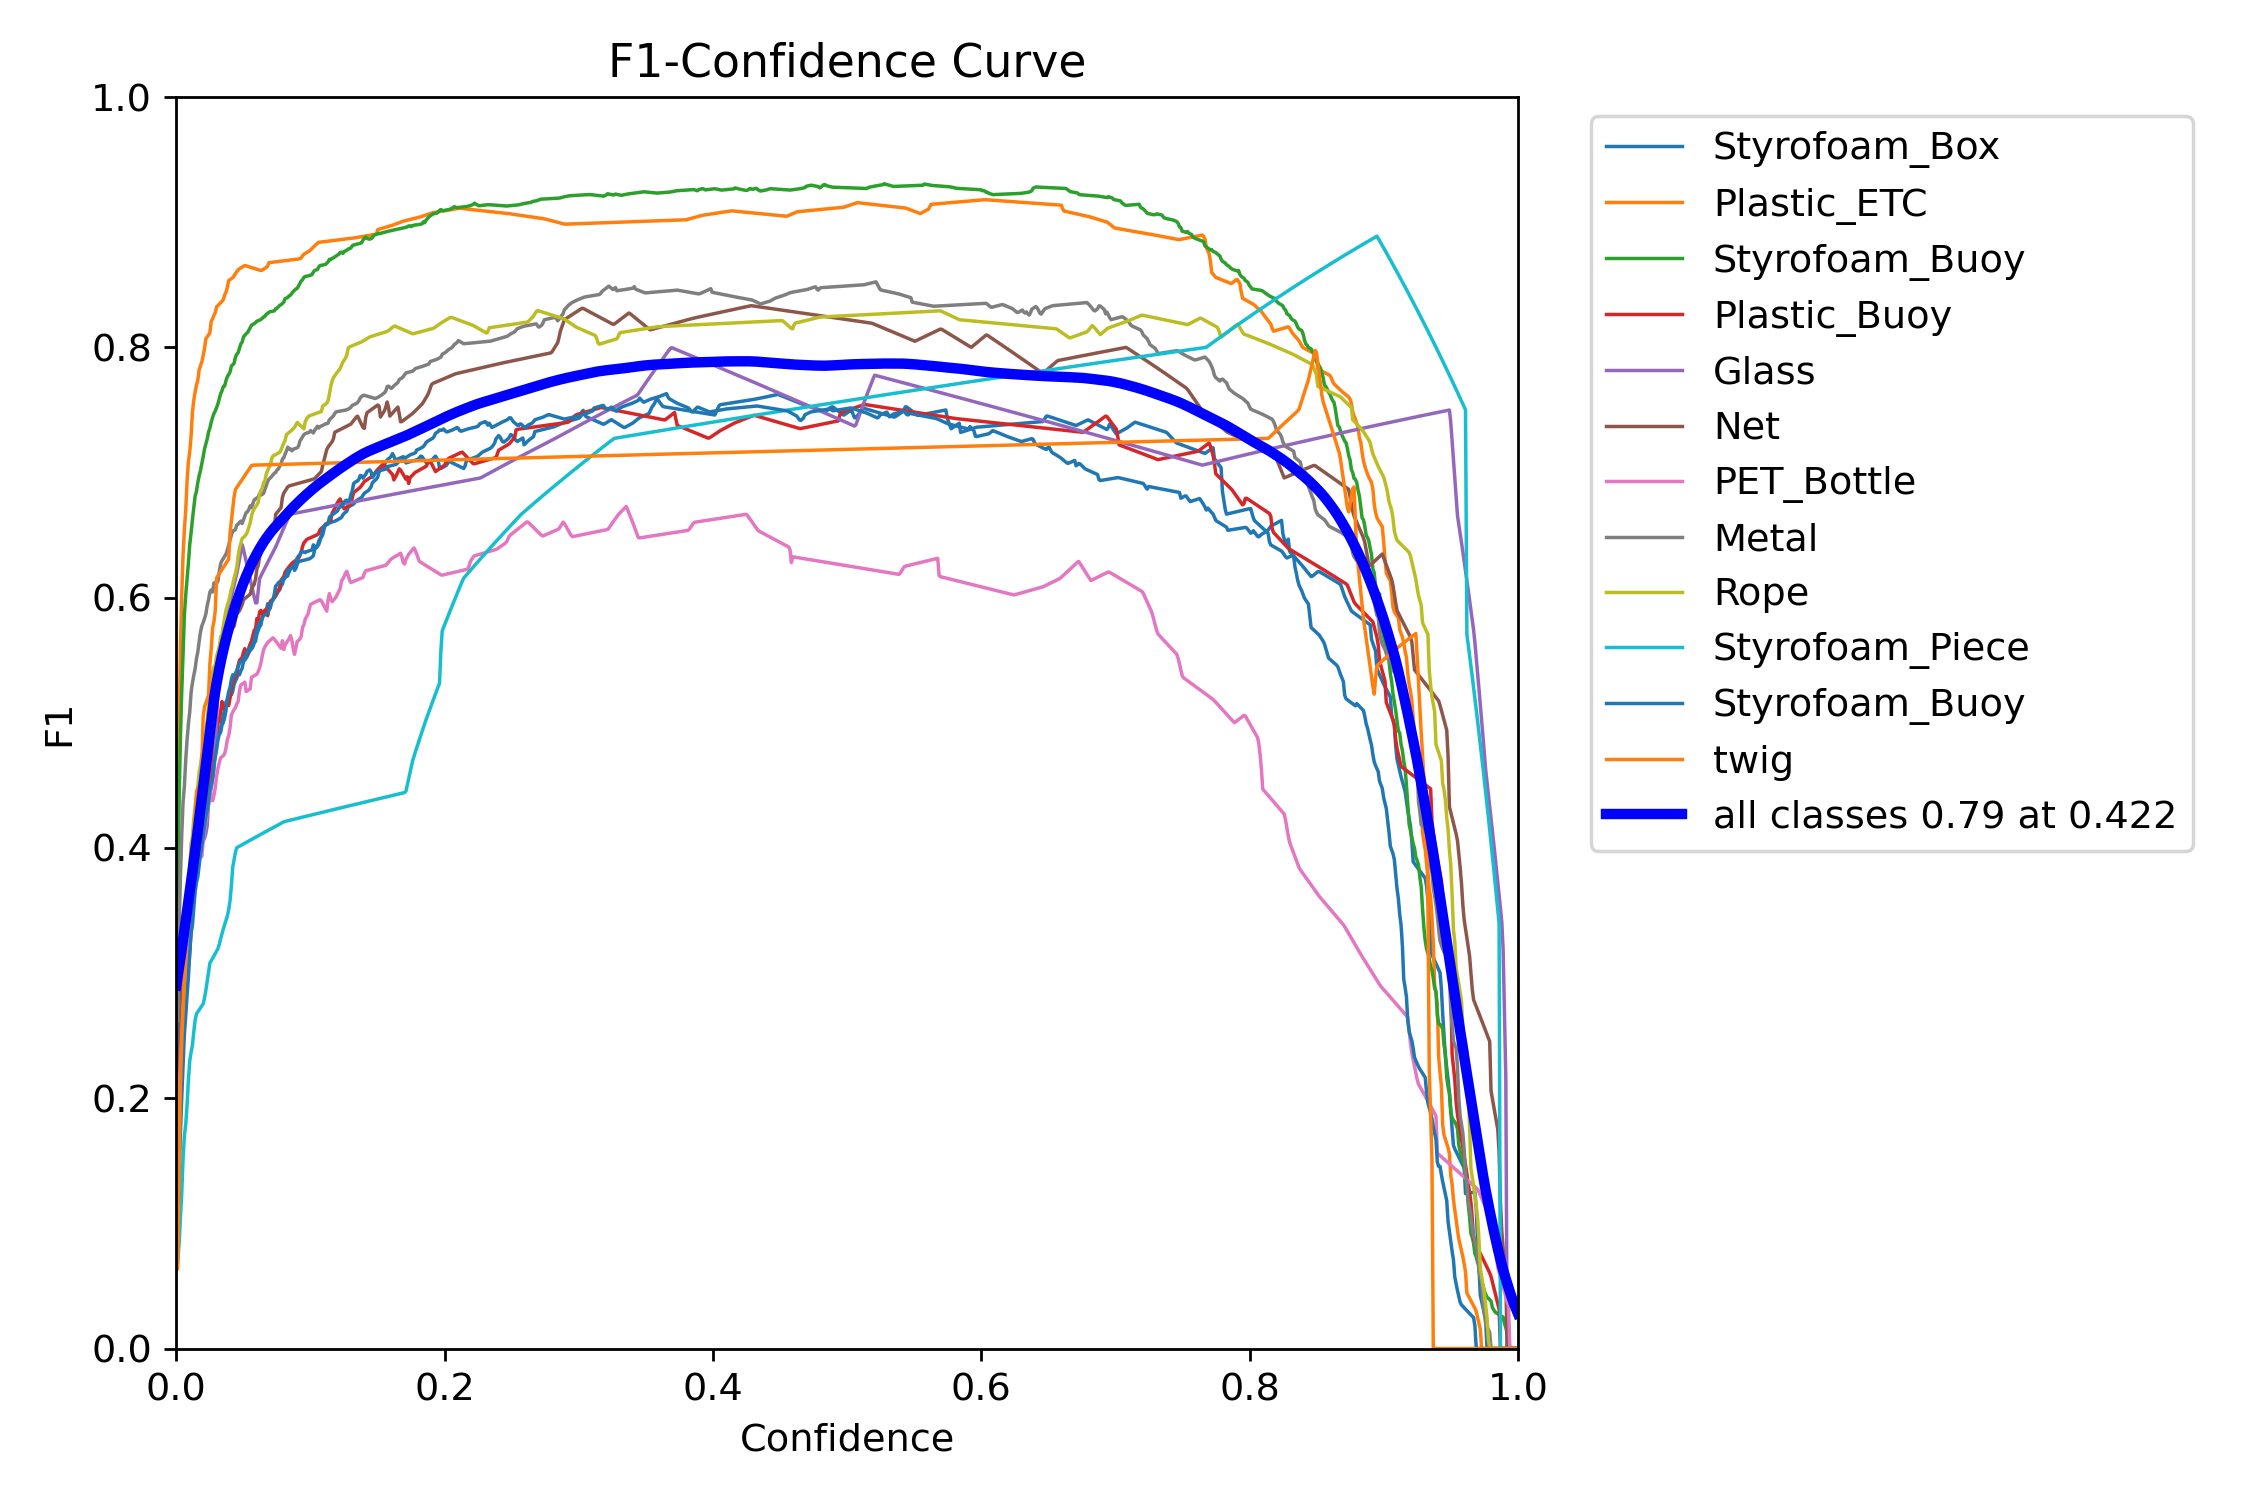 F1-Confidence Curve
1.0
0.8
0.6
0.4
0.2
0.0
F1
0.0 0.2 0.4 0.6 0.8 1.0
Confidence
Styrofoam_Box
Plastic_ETC
Styrofoam_Buoy
Plastic_Buoy
Glass
Net
PET_Bottle
Metal
Rope
Styrofoam_Piece
Styrofoam_Buoy
twig
all classes 0.79 at 0.422